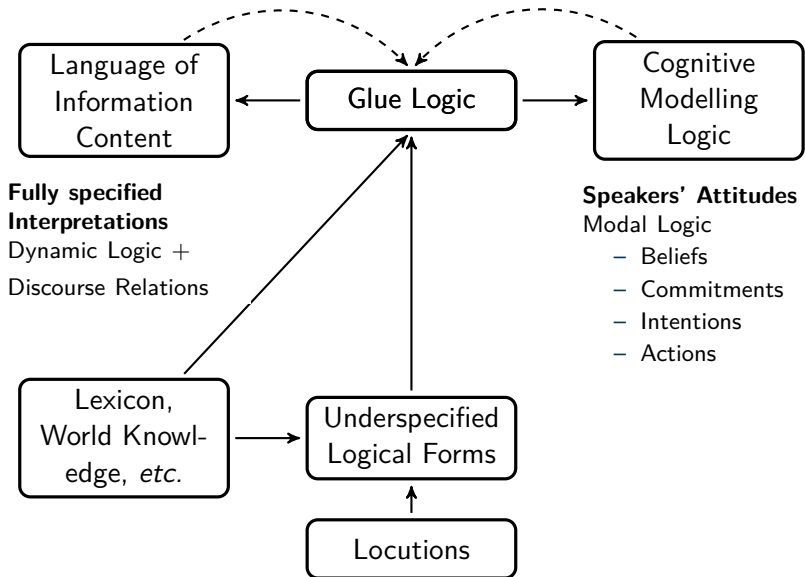 Language of
Information
Content
Glue Logic
Cognitive
Modelling
Logic
Fully specified
Interpretations
Dynamic Logic +
Discourse Relations
Speakers' Attitudes
Modal Logic
– Beliefs
– Commitments
– Intentions
– Actions
Lexicon,
World Knowl-
edge, etc.
Underspecified
Logical Forms
Locutions